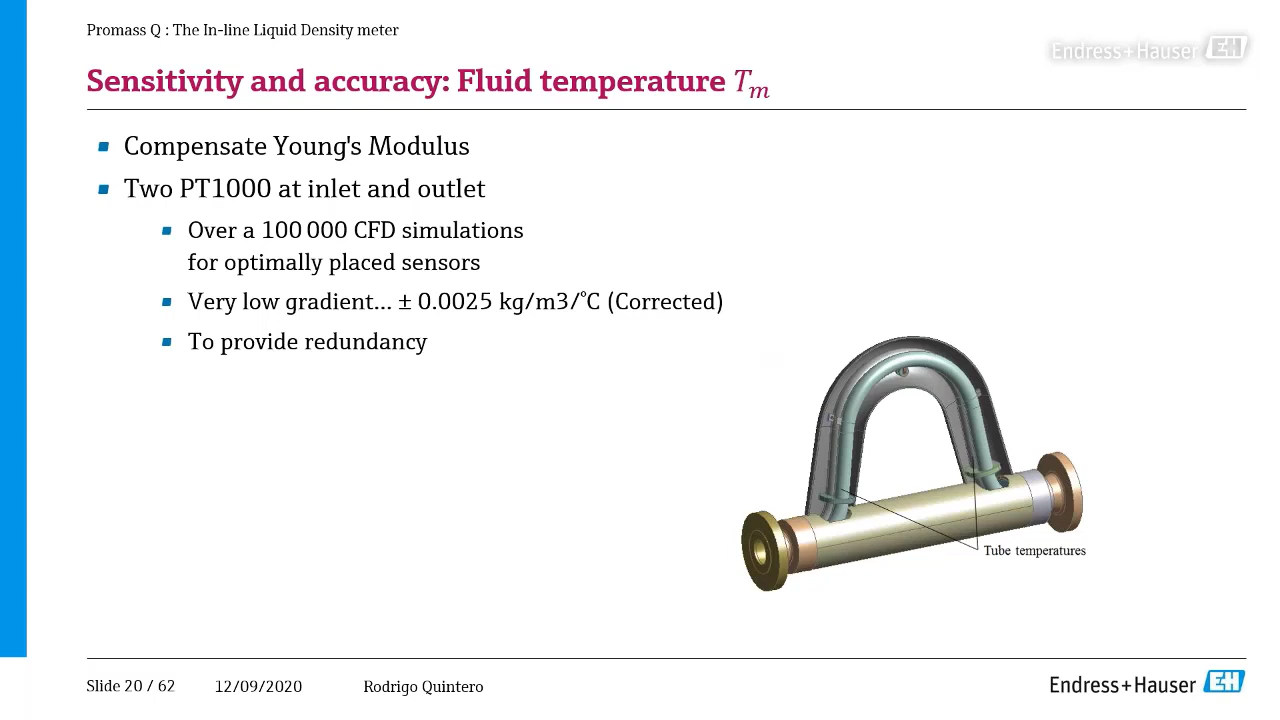 Promass Q : The In-line Liquid Density meter
Endress+Hauser EH
Sensitivity and accuracy: Fluid temperature Tₘ
Compensate Young's Modulus
Two PT1000 at inlet and outlet
Over a 100 000 CFD simulations
for optimally placed sensors
Very low gradient... ± 0.0025 kg/m3/°C (Corrected)
To provide redundancy
Tube temperatures
Slide 20 / 62 12/09/2020 Rodrigo Quintero
Endress+Hauser EH